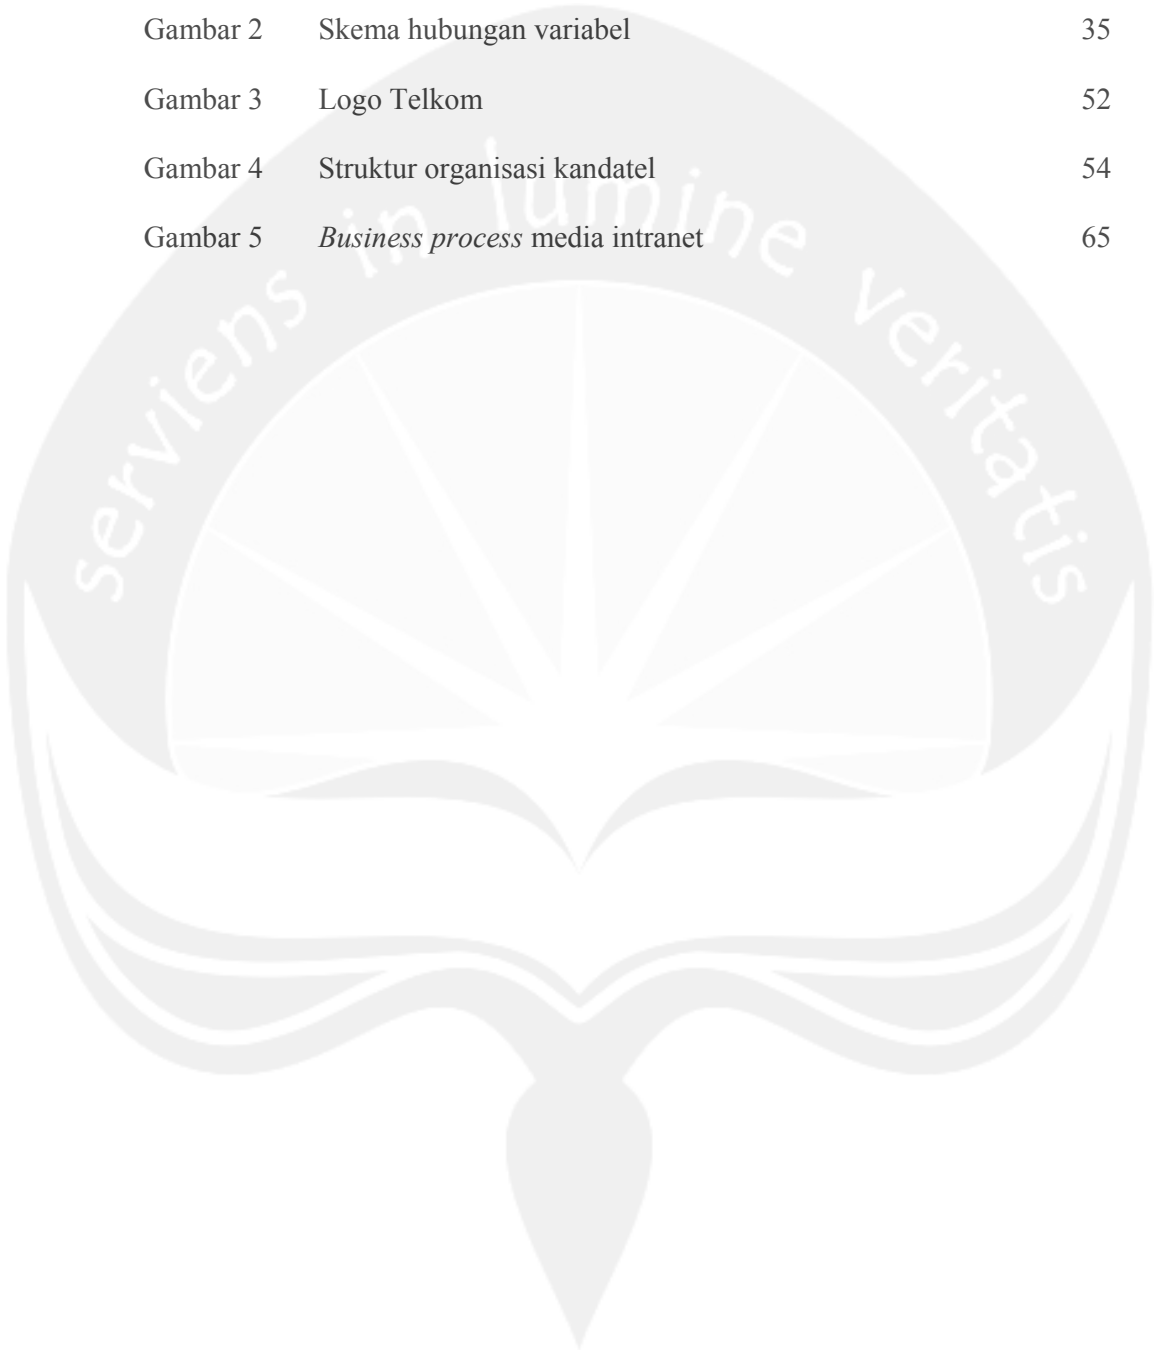 Gambar 2 Skema hubungan variabel 35
Gambar 3 Logo Telkom 52
Gambar 4 Struktur organisasi kandatel 54
Gambar 5 Business process media intranet 65
serviens in lumine veritatis